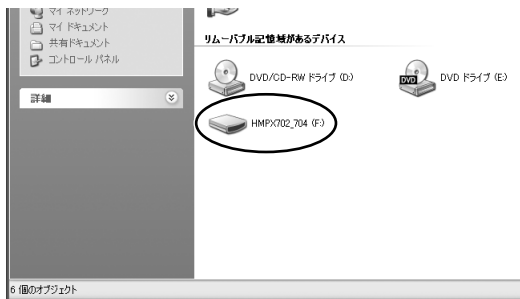 マイ ネットワーク
マイ ドキュメント
共有ドキュメント
コントロール パネル
詳細
リムーバブル記憶域があるデバイス
DVD/CD-RW ドライブ (D:)
DVD
DVD ドライブ (E:)
HMPX702_704 (F:)
6 個のオブジェクト